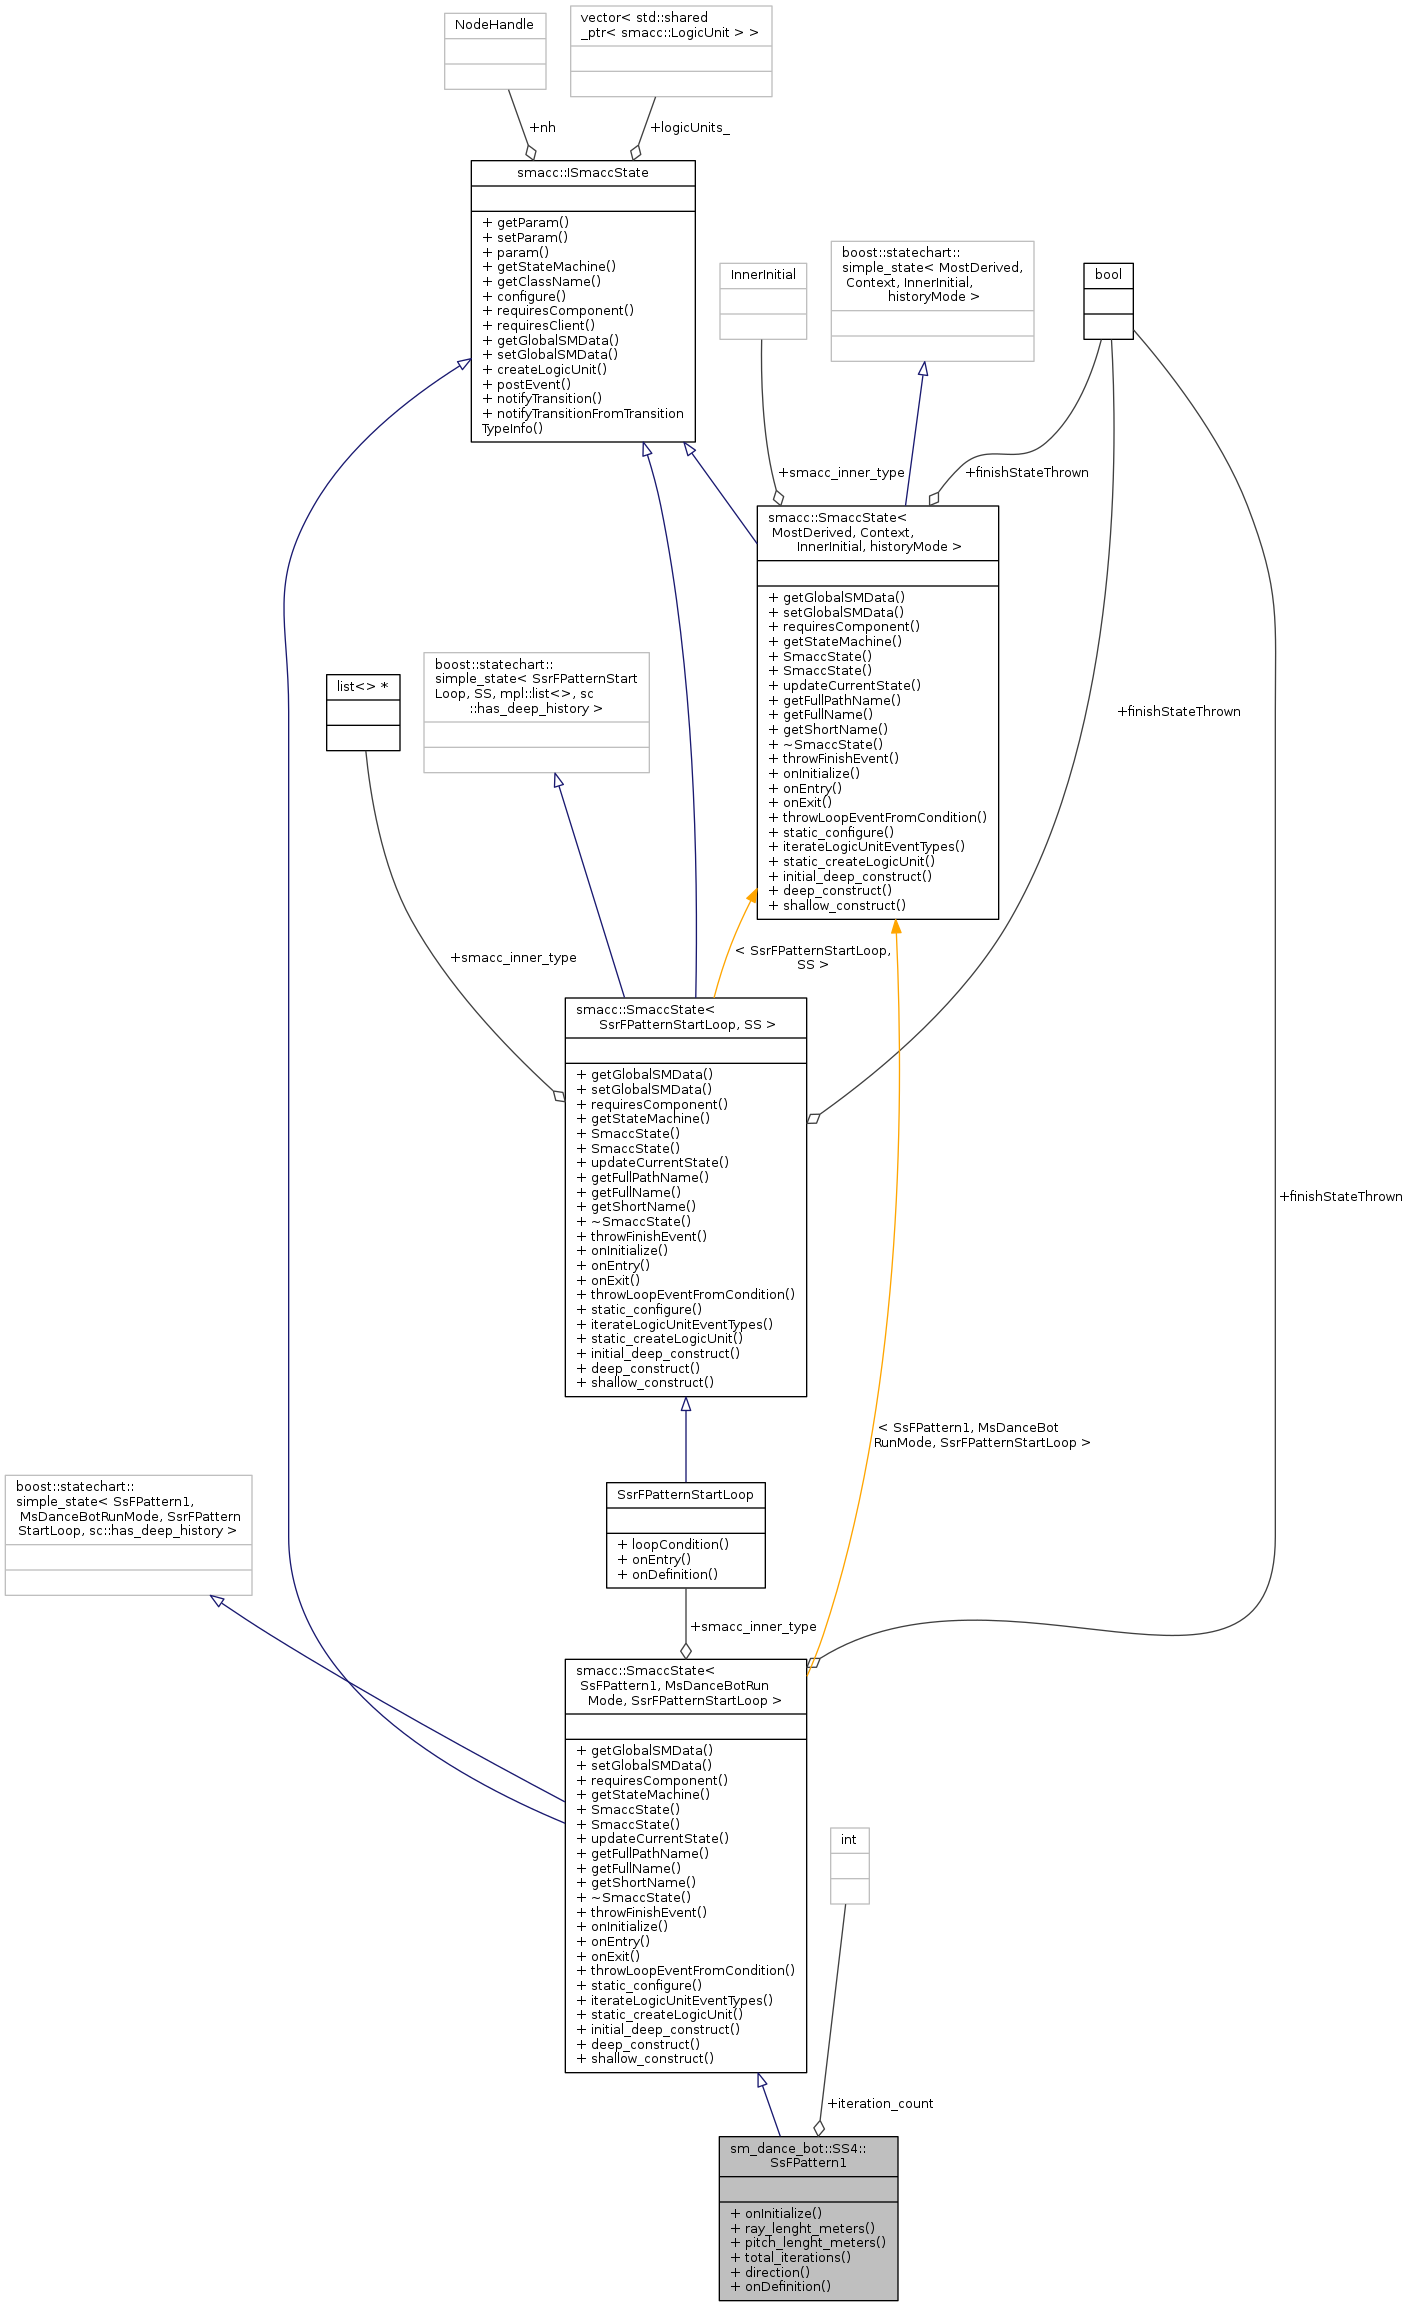 NodeHandle
vector< std::shared
_ptr< smacc::LogicUnit > >
+nh
+logicUnits_
smacc::ISmaccState
+ getParam()
+ setParam()
+ param()
+ getStateMachine()
+ getClassName()
+ configure()
+ requiresComponent()
+ requiresClient()
+ getGlobalSMData()
+ setGlobalSMData()
+ createLogicUnit()
+ postEvent()
+ notifyTransition()
+ notifyTransitionFromTransition
TypeInfo()
InnerInitial
boost::statechart::
simple_state< MostDerived,
Context, InnerInitial,
historyMode >
bool
+smacc_inner_type
+finishStateThrown
smacc::SmaccState<
MostDerived, Context,
InnerInitial, historyMode >
+ getGlobalSMData()
+ setGlobalSMData()
+ requiresComponent()
+ getStateMachine()
+ SmaccState()
+ SmaccState()
+ updateCurrentState()
+ getFullPathName()
+ getFullName()
+ getShortName()
+ ~SmaccState()
+ throwFinishEvent()
+ onInitialize()
+ onEntry()
+ onExit()
+ throwLoopEventFromCondition()
+ static_configure()
+ iterateLogicUnitEventTypes()
+ static_createLogicUnit()
+ initial_deep_construct()
+ deep_construct()
+ shallow_construct()
list<> *
boost::statechart::
simple_state< SsrFPatternStart
Loop, SS, mpl::list<>, sc
::has_deep_history >
+finishStateThrown
+smacc_inner_type
< SsrFPatternStartLoop,
SS >
smacc::SmaccState<
SsrFPatternStartLoop, SS >
+ getGlobalSMData()
+ setGlobalSMData()
+ requiresComponent()
+ getStateMachine()
+ SmaccState()
+ SmaccState()
+ updateCurrentState()
+ getFullPathName()
+ getFullName()
+ getShortName()
+ ~SmaccState()
+ throwFinishEvent()
+ onInitialize()
+ onEntry()
+ onExit()
+ throwLoopEventFromCondition()
+ static_configure()
+ iterateLogicUnitEventTypes()
+ static_createLogicUnit()
+ initial_deep_construct()
+ deep_construct()
+ shallow_construct()
+finishStateThrown
< SsFPattern1, MsDanceBot
RunMode, SsrFPatternStartLoop >
boost::statechart::
simple_state< SsFPattern1,
MsDanceBotRunMode, SsrFPattern
StartLoop, sc::has_deep_history >
SsrFPatternStartLoop
+ loopCondition()
+ onEntry()
+ onDefinition()
+smacc_inner_type
smacc::SmaccState<
SsFPattern1, MsDanceBotRun
Mode, SsrFPatternStartLoop >
+ getGlobalSMData()
+ setGlobalSMData()
+ requiresComponent()
+ getStateMachine()
+ SmaccState()
+ SmaccState()
+ updateCurrentState()
+ getFullPathName()
+ getFullName()
+ getShortName()
+ ~SmaccState()
+ throwFinishEvent()
+ onInitialize()
+ onEntry()
+ onExit()
+ throwLoopEventFromCondition()
+ static_configure()
+ iterateLogicUnitEventTypes()
+ static_createLogicUnit()
+ initial_deep_construct()
+ deep_construct()
+ shallow_construct()
int
+iteration_count
sm_dance_bot::SS4::
SsFPattern1
+ onInitialize()
+ ray_lenght_meters()
+ pitch_lenght_meters()
+ total_iterations()
+ direction()
+ onDefinition()